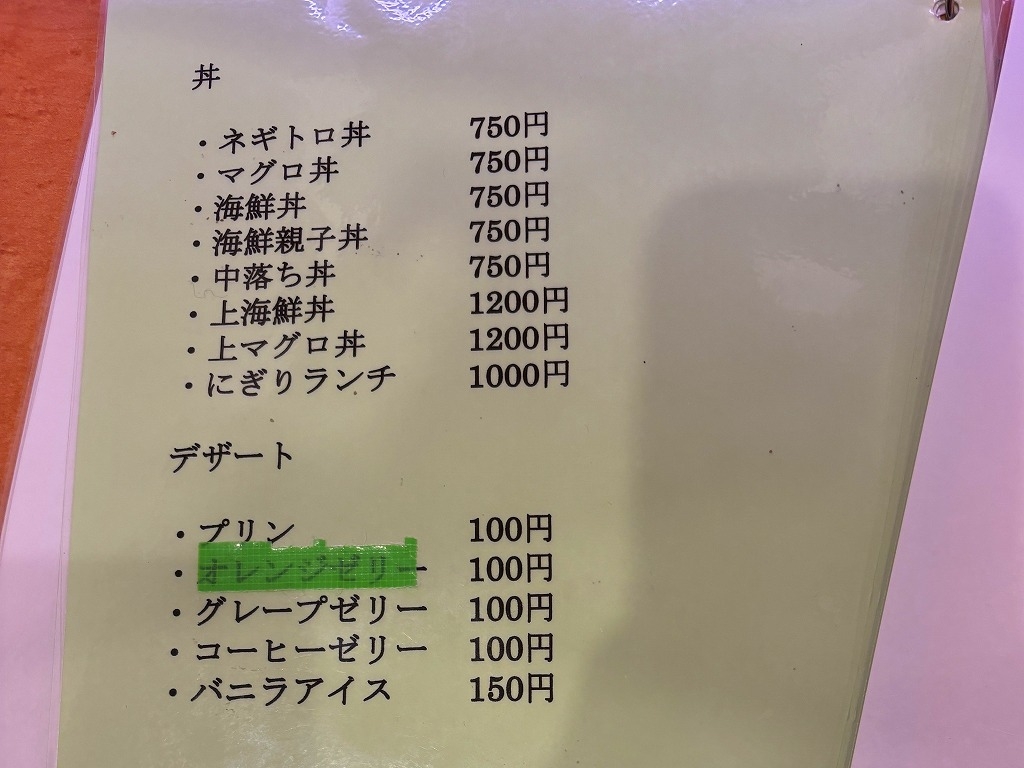 丼
・ネギトロ丼 750円
・マグロ丼 750円
・海鮮丼 750円
・海鮮親子丼 750円
・中落ち丼 750円
・上海鮮丼 1200円
・上マグロ丼 1200円
・にぎりランチ 1000円
デザート
・プリン 100円
・オレンジゼリー 100円
・グレープゼリー 100円
・コーヒーゼリー 100円
・バニラアイス 150円